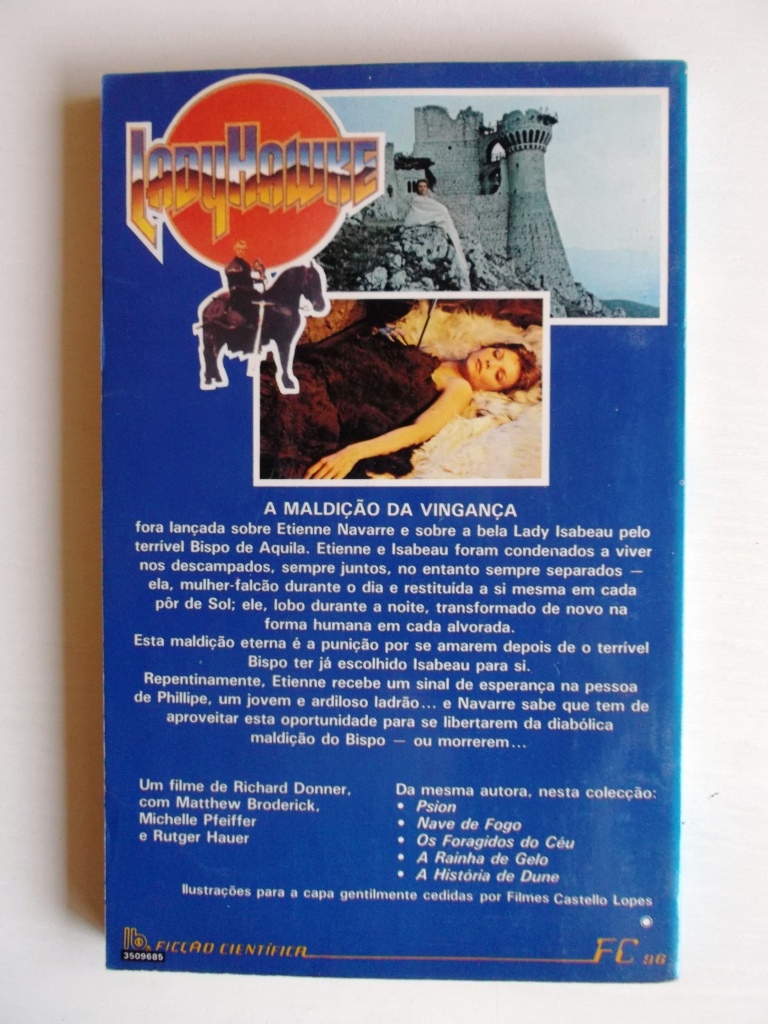 LADYHAWKE
A MALDIÇÃO DA VINGANÇA
fora lançada sobre Etienne Navarre e sobre a bela Lady Isabeau pelo
terrível Bispo de Aquila. Etienne e Isabeau foram condenados a viver
nos descampados, sempre juntos, no entanto sempre separados —
ela, mulher-falcão durante o dia e restituída a si mesma em cada
pôr de Sol; ele, lobo durante a noite, transformado de novo na
forma humana em cada alvorada.
Esta maldição eterna é a punição por se amarem depois de o terrível
Bispo ter já escolhido Isabeau para si.
Repentinamente, Etienne recebe um sinal de esperança na pessoa
de Phillipe, um jovem e ardiloso ladrão... e Navarre sabe que tem de
aproveitar esta oportunidade para se libertarem da diabólica
maldição do Bispo — ou morrerem...
Um filme de Richard Donner,
com Matthew Broderick,
Michelle Pfeiffer
e Rutger Hauer
Da mesma autora, nesta colecção:
• Psion
• Nave de Fogo
• Os Foragidos do Céu
• A Rainha de Gelo
• A História de Dune
Ilustrações para a capa gentilmente cedidas por Filmes Castello Lopes
FICÇÃO CIENTÍFICA
FC 96
3509685